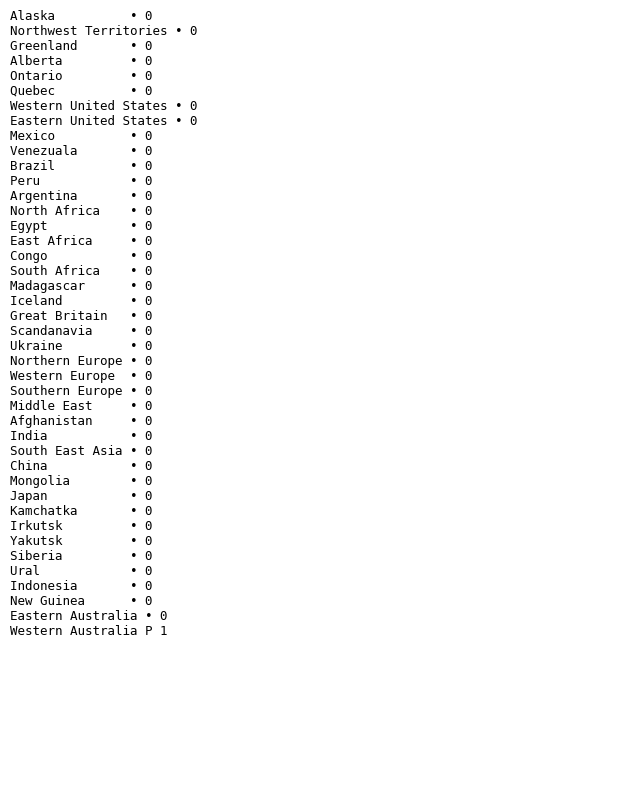 Alaska          • 0
Northwest Territories • 0
Greenland       • 0
Alberta         • 0
Ontario         • 0
Quebec          • 0
Western United States • 0
Eastern United States • 0
Mexico          • 0
Venezuala       • 0
Brazil          • 0
Peru            • 0
Argentina       • 0
North Africa    • 0
Egypt           • 0
East Africa     • 0
Congo           • 0
South Africa    • 0
Madagascar      • 0
Iceland         • 0
Great Britain   • 0
Scandanavia     • 0
Ukraine         • 0
Northern Europe • 0
Western Europe  • 0
Southern Europe • 0
Middle East     • 0
Afghanistan     • 0
India           • 0
South East Asia • 0
China           • 0
Mongolia        • 0
Japan           • 0
Kamchatka       • 0
Irkutsk         • 0
Yakutsk         • 0
Siberia         • 0
Ural            • 0
Indonesia       • 0
New Guinea      • 0
Eastern Australia • 0
Western Australia P 1